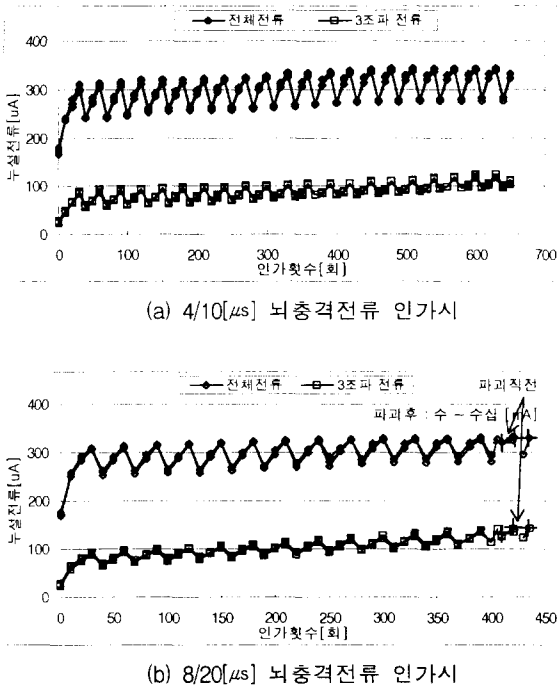 전체전류 3조파 전류
400
300
200
100
0
누설전류[uA]
0 100 200 300 400 500 600 700
인가횟수[회]
(a) 4/10[μs] 뇌충격전류 인가시
전체전류 3조파 전류 파괴직전
파괴후 : 수 ~ 수십
400
300
200
100
0
누설전류[uA]
0 50 100 150 200 250 300 350 400 450
인가횟수[회]
(b) 8/20[μs] 뇌충격전류 인가시